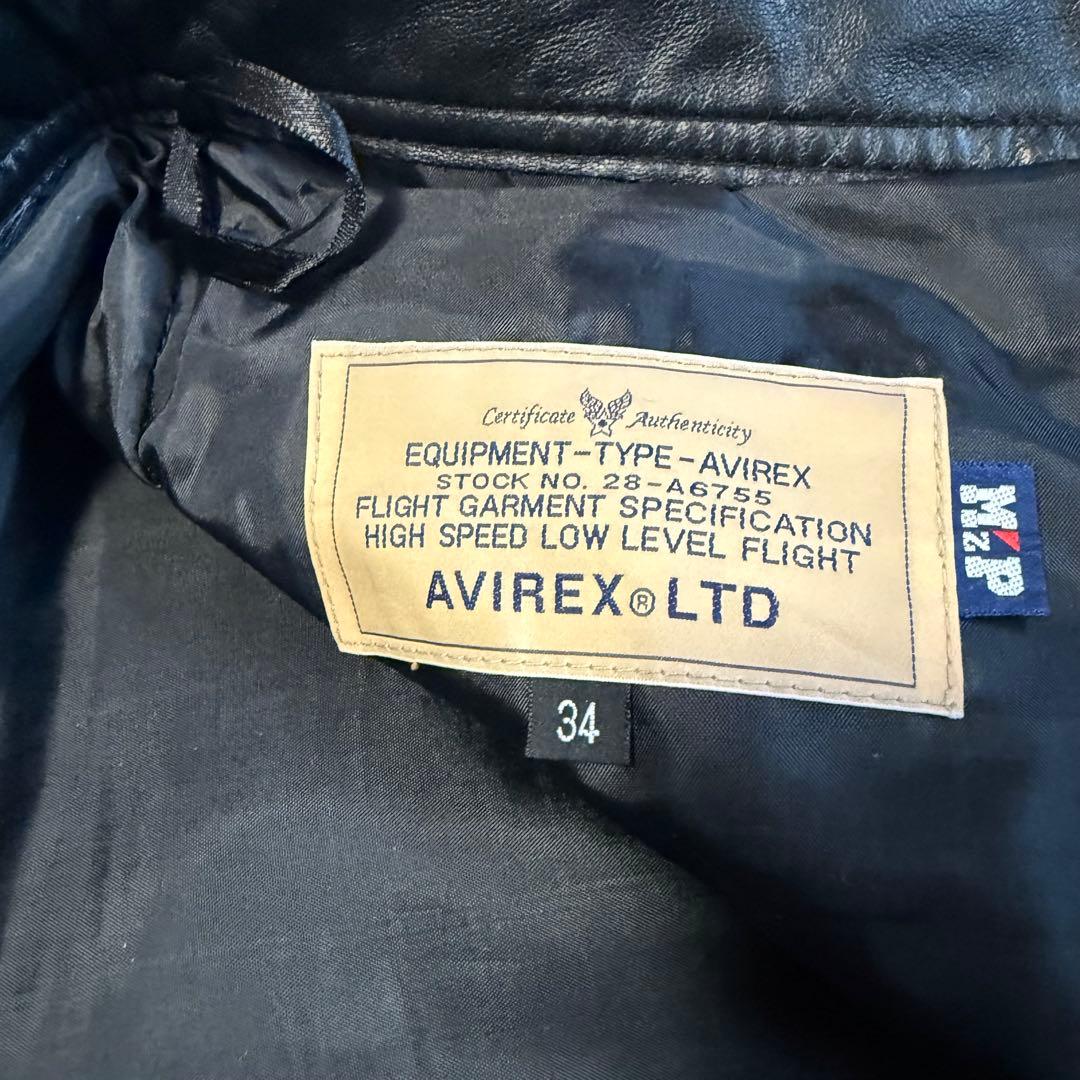 Certificate Authenticity
EQUIPMENT-TYPE-AVIREX
STOCK NO. 28-A6755
FLIGHT GARMENT SPECIFICATION
HIGH SPEED LOW LEVEL FLIGHT
AVIREX® LTD
34